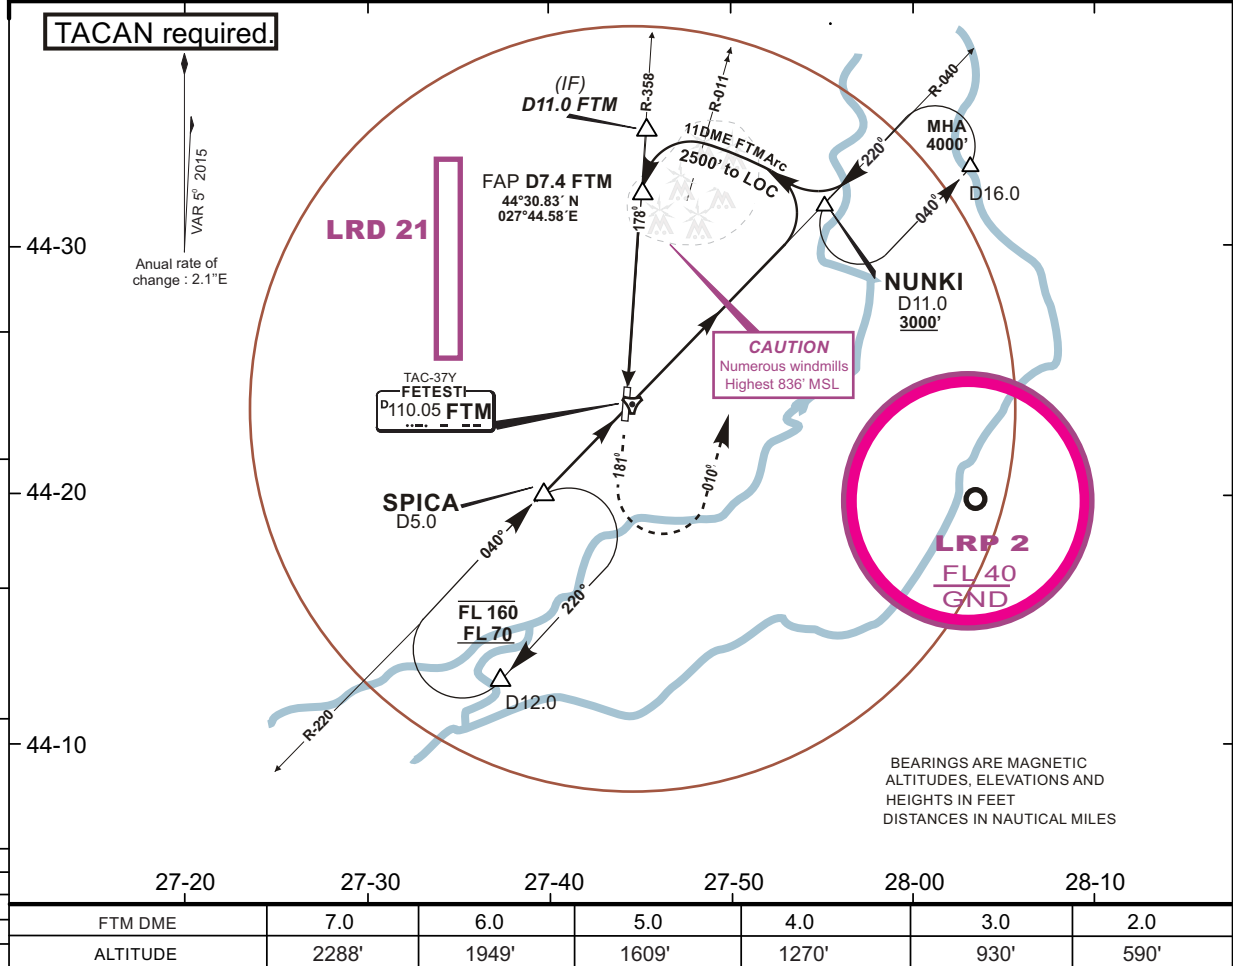 TACAN required.
(IF)
D11.0 FTM
R-358
R-011
R-040
MHA
4000'
220°
11DME FTM Arc
2500' to LOC
VAR 5° 2015
FAP D7.4 FTM
44°30.83' N
027°44.58'E
178°
D16.0
040°
LRD 21
44-30
Anual rate of
change : 2.1"E
NUNKI
D11.0
3000'
CAUTION
Numerous windmills
Highest 836' MSL
TAC-37Y
FETESTI
D110.05 FTM
181°
010°
44-20
SPICA
D5.0
040°
LRP 2
FL 40
GND
220°
FL 160
FL 70
D12.0
R-220
44-10
BEARINGS ARE MAGNETIC
ALTITUDES, ELEVATIONS AND
HEIGHTS IN FEET
DISTANCES IN NAUTICAL MILES
27-20 27-30 27-40 27-50 28-00 28-10
FTM DME 7.0 6.0 5.0 4.0 3.0 2.0
ALTITUDE 2288' 1949' 1609' 1270' 930' 590'